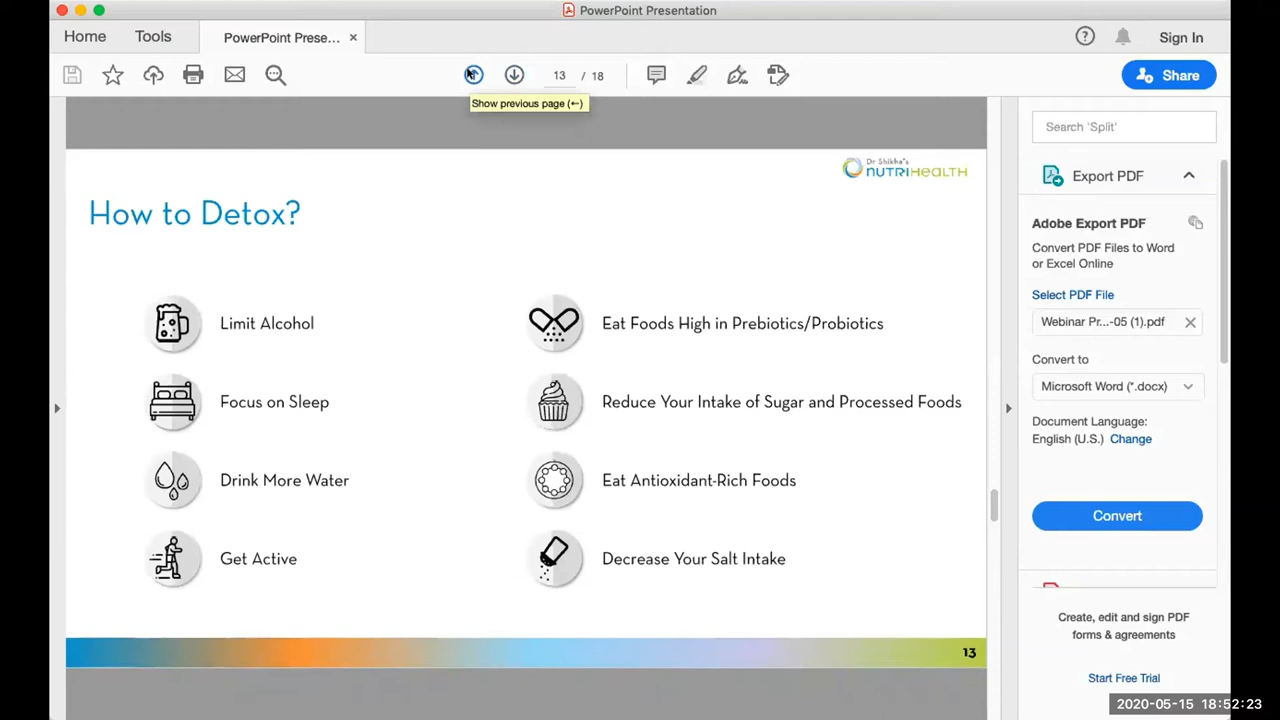 PowerPoint Presentation
Home Tools PowerPoint Prese... × Sign In
13 / 18 Share
Show previous page (←)
Search 'Split'
Dr Shikha's
NUTRIHEALTH
Export PDF
How to Detox?
Adobe Export PDF
Convert PDF Files to Word
or Excel Online
Select PDF File
Webinar Pr...-05 (1).pdf
Convert to
Microsoft Word (*.docx)
Document Language:
English (U.S.) Change
Convert
Limit Alcohol
Eat Foods High in Prebiotics/Probiotics
Focus on Sleep
Reduce Your Intake of Sugar and Processed Foods
Drink More Water
Eat Antioxidant-Rich Foods
Get Active
Decrease Your Salt Intake
13
Create, edit and sign PDF
forms & agreements
Start Free Trial
2020-05-15 18:52:23